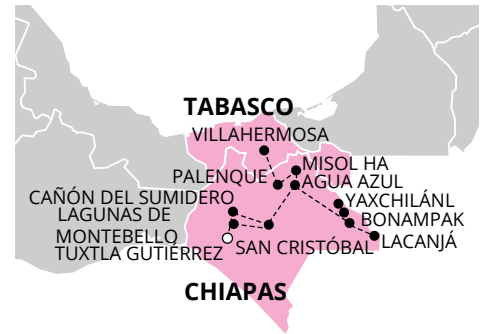 TABASCO
VILLAHERMOSA
MISOL HA
PALENQUE
AGUA AZUL
CAÑÓN DEL SUMIDERO
YAXCHILÁNL
LAGUNAS DE
MONTEBELLO
BONAMPAK
TUXTLA GUTIÉRREZ
SAN CRISTÓBAL
LACANJÁ
CHIAPAS